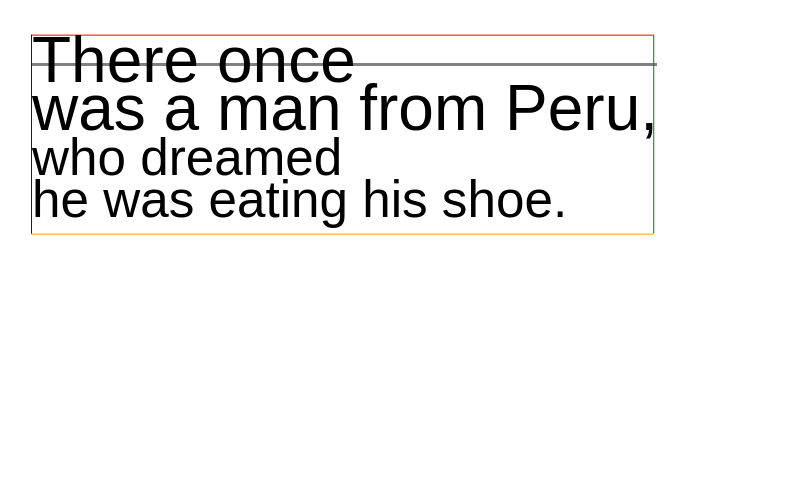 There once
was a man from Peru,
who dreamed
he was eating his shoe.